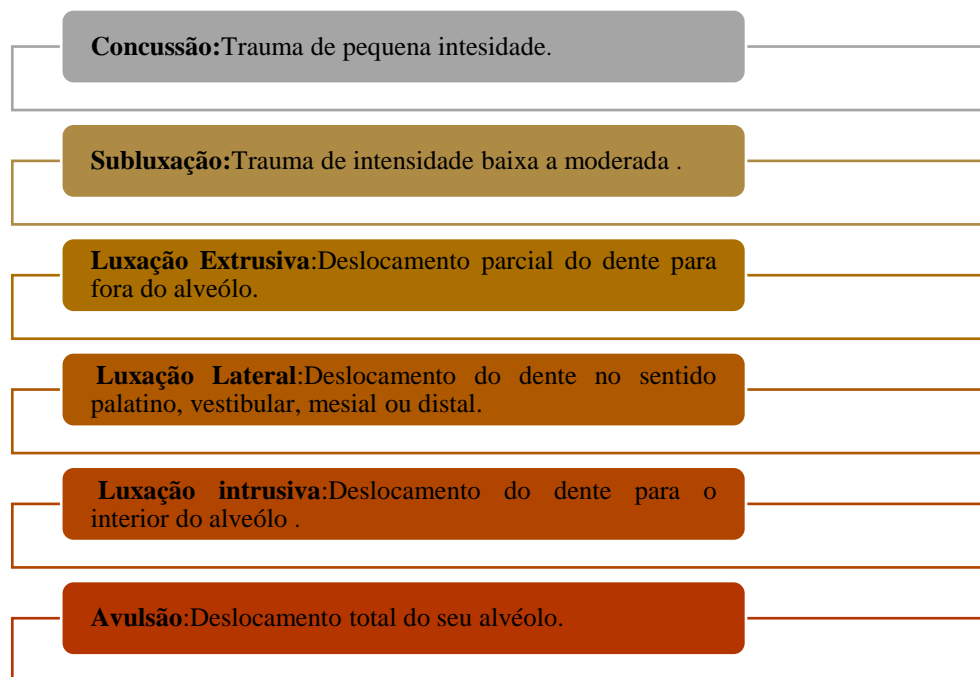 Concussão:Trauma de pequena intesidade.
Subluxação:Trauma de intensidade baixa a moderada .
Luxação Extrusiva:Deslocamento parcial do dente para
fora do alveólo.
Luxação Lateral:Deslocamento do dente no sentido
palatino, vestibular, mesial ou distal.
Luxação intrusiva:Deslocamento do dente para o
interior do alveólo .
Avulsão:Deslocamento total do seu alvéolo.